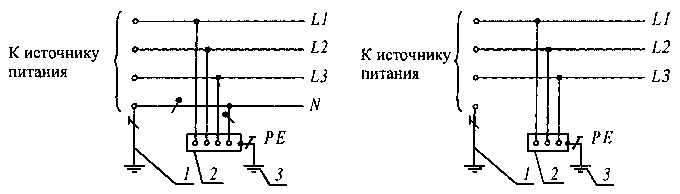 К источнику
питания
L1
L2
L3
N
PE
1
2
3
К источнику
питания
L1
L2
L3
PE
1
2
3